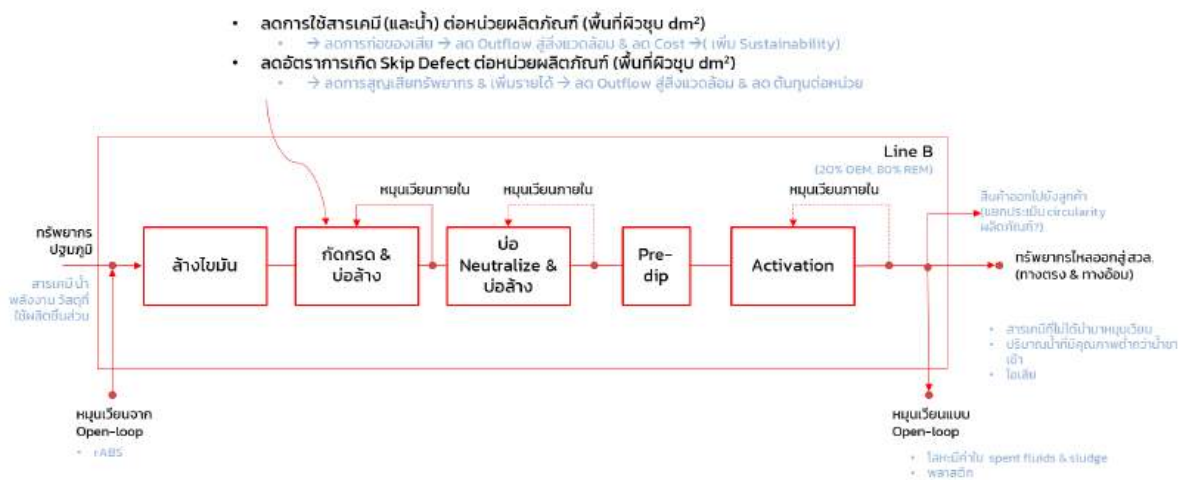 • ลดการใช้สารเคมี (และน้ำ) ต่อหน่วยผลิตภัณฑ์ (พื้นที่ผิวชุบ dm²)
• → ลดการก่อของเสีย → ลด Outflow สู่สิ่งแวดล้อม & ลด Cost →( เพิ่ม Sustainability)
• ลดอัตราการเกิด Skip Defect ต่อหน่วยผลิตภัณฑ์ (พื้นที่ผิวชุบ dm²)
• → ลดการสูญเสียทรัพยากร & เพิ่มรายได้ → ลด Outflow สู่สิ่งแวดล้อม & ลด ต้นทุนต่อหน่วย
Line B
(20% OEM, 80% REM)
หมุนเวียนภายใน
หมุนเวียนภายใน
หมุนเวียนภายใน
ทรัพยากร
ปฐมภูมิ
สารเคมี น้ำ
พลังงาน วัสดุที่
ใช้ผลิตชิ้นส่วน
ล้างไขมัน
กัดกรด &
บ่อล้าง
บ่อ
Neutralize &
บ่อล้าง
Pre-
dip
Activation
สินค้าออกไปยังลูกค้า
(แยกประเมิน circularity
ผลิตภัณฑ์?)
ทรัพยากรไหลออกสู่สวล.
(ทางตรง & ทางอ้อม)
• สารเคมีที่ไม่ได้นำมาหมุนเวียน
• ปริมาณน้ำที่มีคุณภาพต่ำกว่าน้ำขา
เข้า
• ไอเสีย
หมุนเวียนจาก
Open-loop
• rABS
หมุนเวียนแบบ
Open-loop
• โลหะมีค่าใน spent fluids & sludge
• พลาสติก